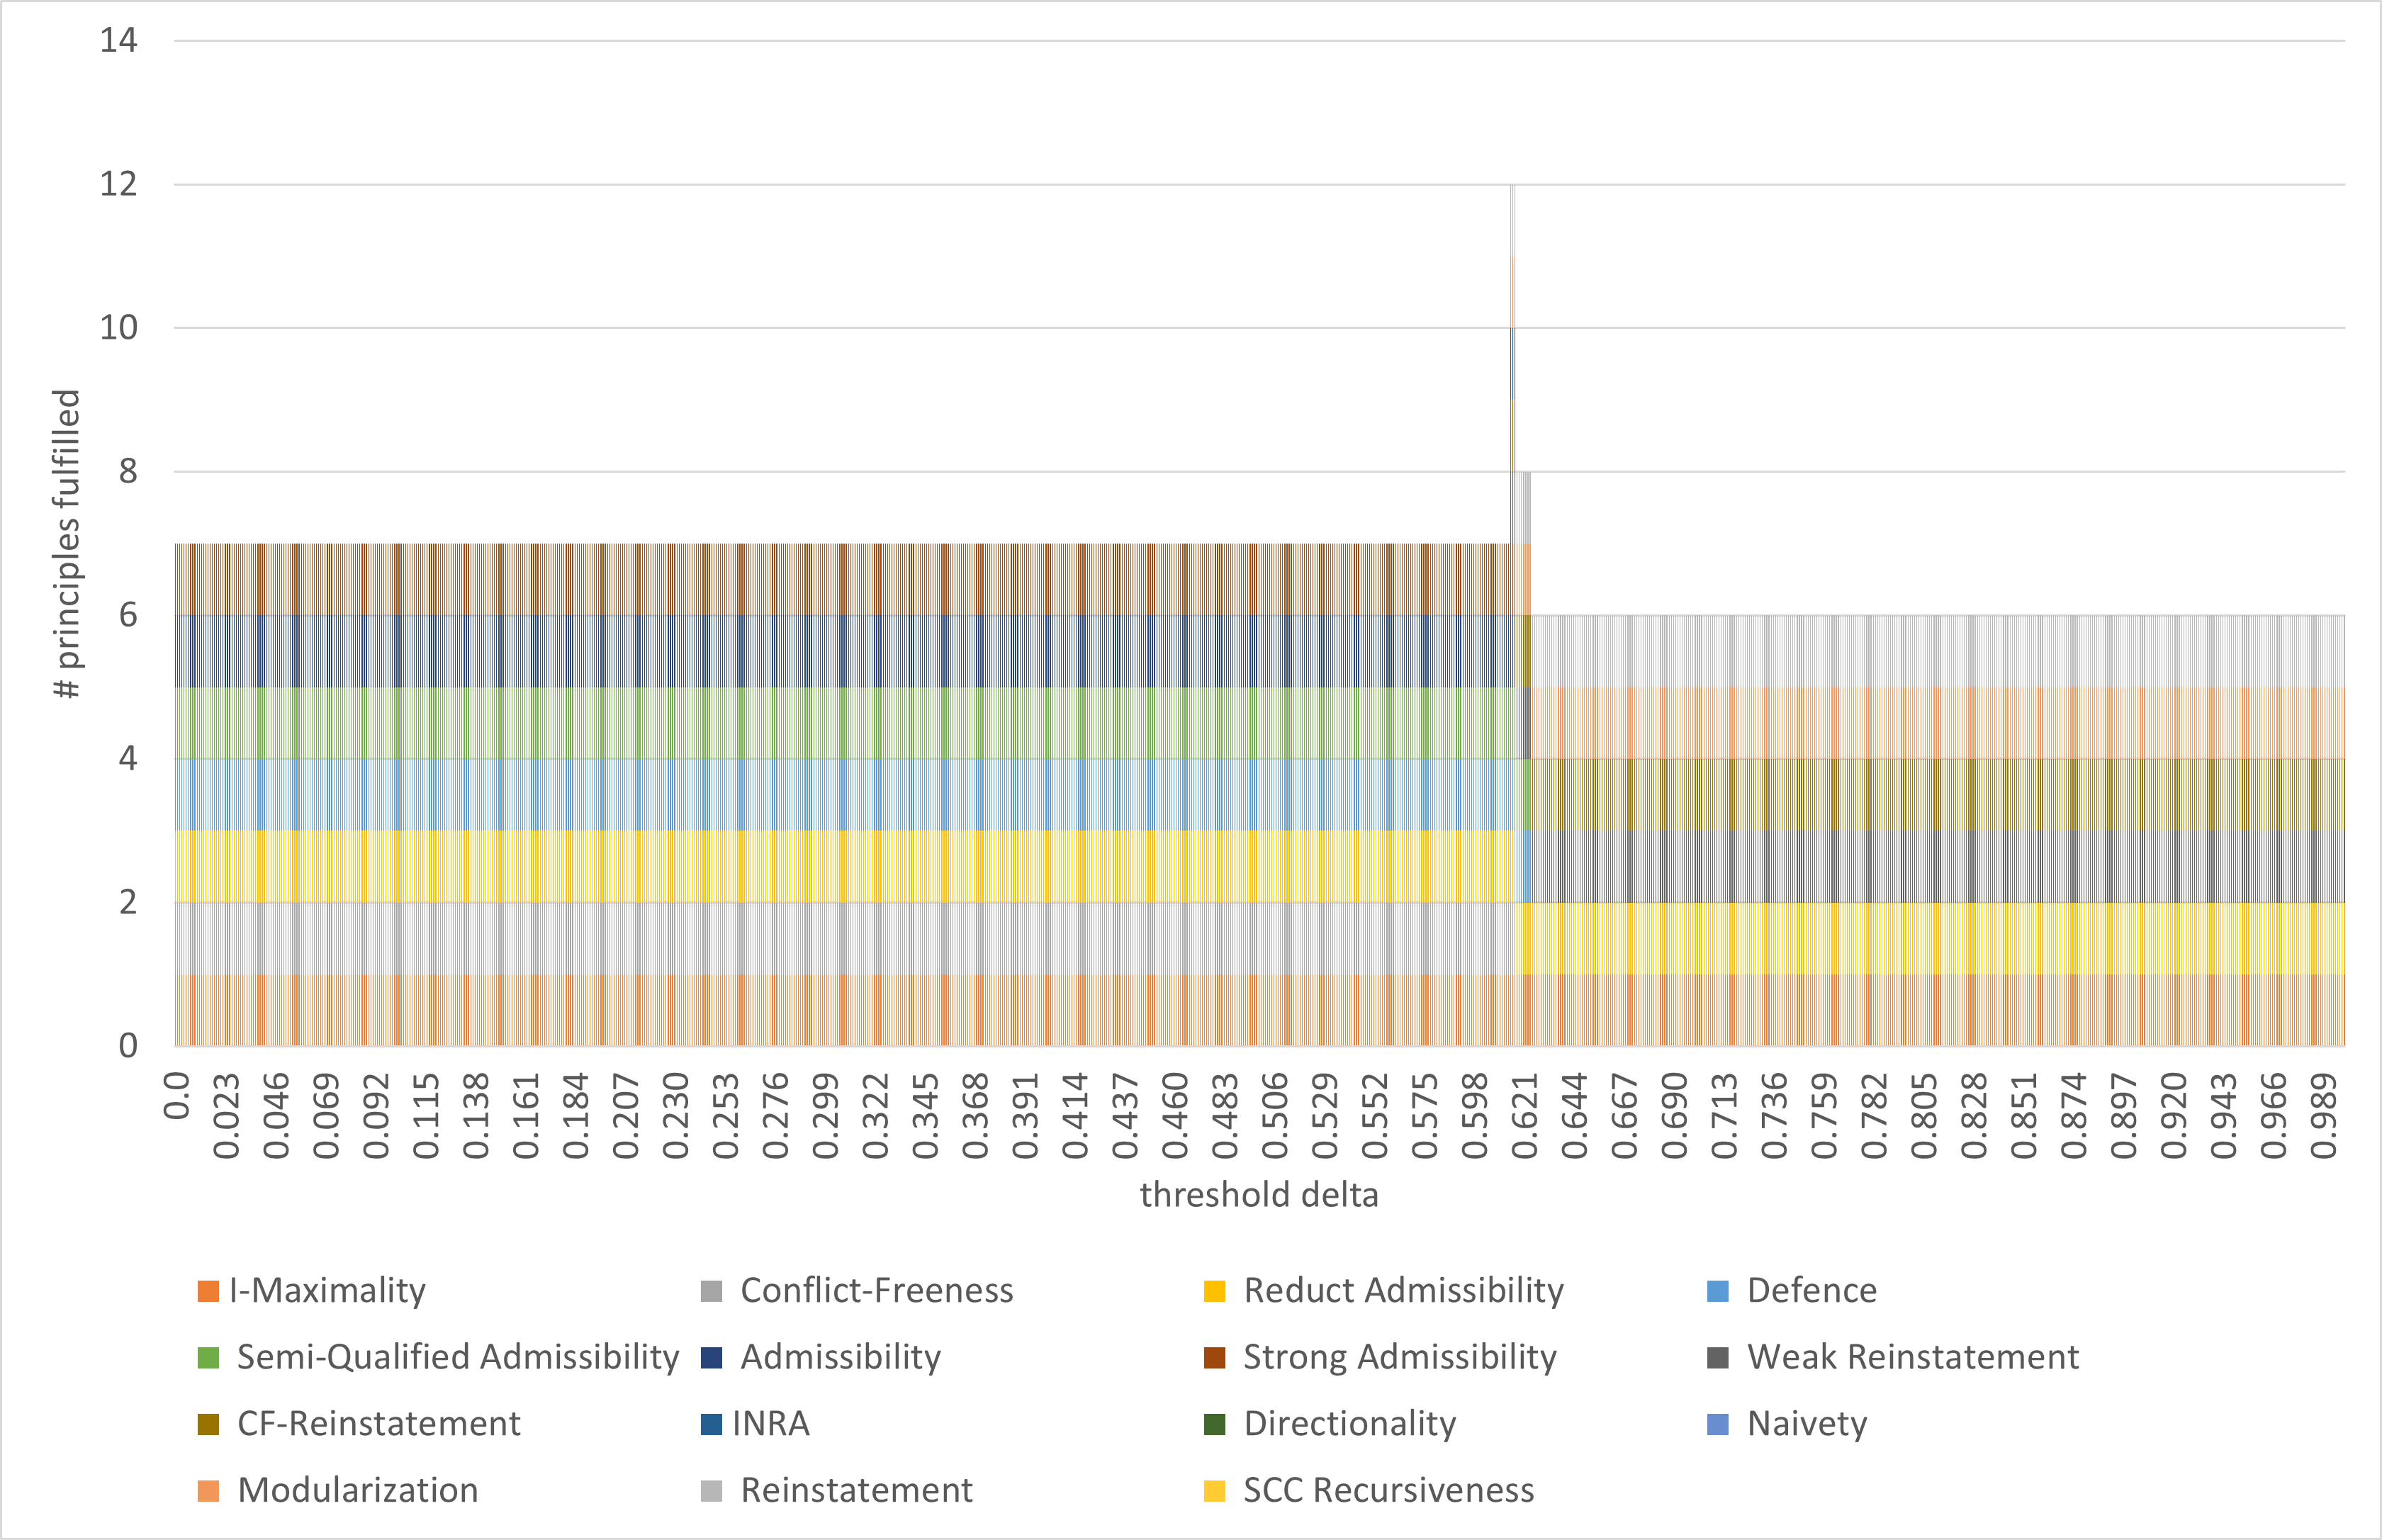 14
12
10
8
6
4
2
0
# principles fulfilled
0.0 0.023 0.046 0.069 0.092 0.115 0.138 0.161 0.184 0.207 0.230 0.253 0.276 0.299 0.322 0.345 0.368 0.391 0.414 0.437 0.460 0.483 0.506 0.529 0.552 0.575 0.598 0.621 0.644 0.667 0.690 0.713 0.736 0.759 0.782 0.805 0.828 0.851 0.874 0.897 0.920 0.943 0.966 0.989
threshold delta
I-Maximality Conflict-Freeness Reduct Admissibility Defence
Semi-Qualified Admissibility Admissibility Strong Admissibility Weak Reinstatement
CF-Reinstatement INRA Directionality Naivety
Modularization Reinstatement SCC Recursiveness